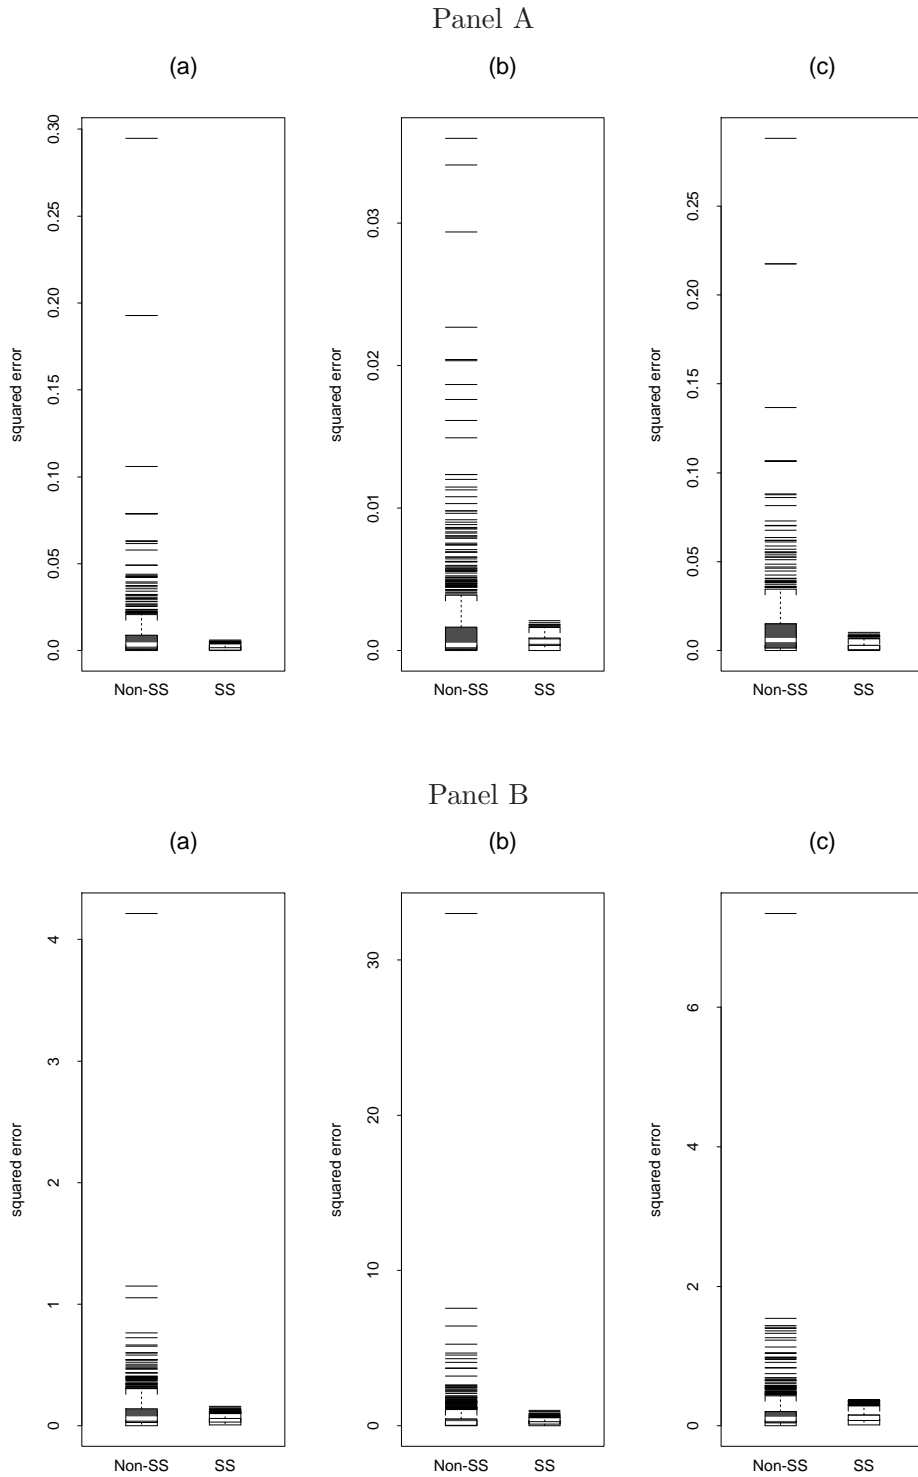 Panel A
(a) (b) (c)
squared error
0.0 0.05 0.10 0.15 0.20 0.25 0.30
Non-SS SS
squared error
0.0 0.01 0.02 0.03
Non-SS SS
squared error
0.0 0.05 0.10 0.15 0.20 0.25
Non-SS SS
Panel B
(a) (b) (c)
squared error
0 1 2 3 4
Non-SS SS
squared error
0 10 20 30
Non-SS SS
squared error
0 2 4 6
Non-SS SS